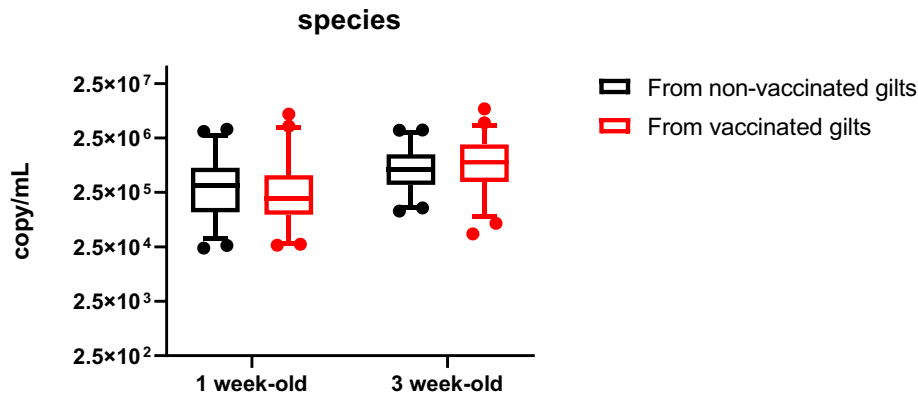 species
copy/mL
2.5×10⁷
2.5×10⁶
2.5×10⁵
2.5×10⁴
2.5×10³
2.5×10²
1 week-old
3 week-old
From non-vaccinated gilts
From vaccinated gilts